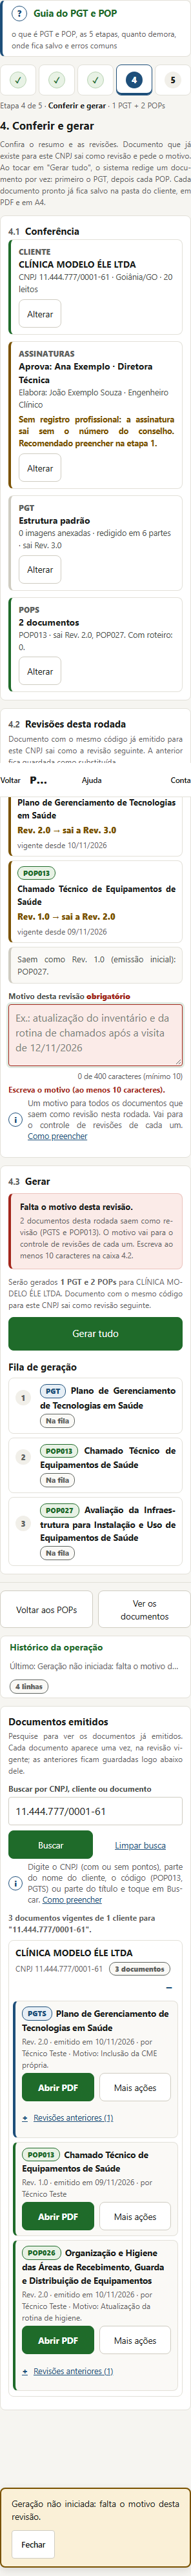 ? Guia do PGT e POP
o que é PGT e POP, as 5 etapas, quanto demora,
onde fica salvo e erros comuns
4 5
Etapa 4 de 5 · Conferir e gerar · 1 PGT + 2 POPs
4. Conferir e gerar
Confira o resumo e as revisões. Documento que já
existe para este CNPJ sai como revisão e pede o motivo.
Ao tocar em "Gerar tudo", o sistema redige um docu-
mento por vez: primeiro o PGT, depois cada POP. Cada
documento pronto já fica salvo na pasta do cliente, em
PDF e em A4.
4.1 Conferência
CLIENTE
CLÍNICA MODELO ÉLE LTDA
CNPJ 11.444.777/0001-61 · Goiânia/GO · 20
leitos
Alterar
ASSINATURAS
Aprova: Ana Exemplo · Diretora
Técnica
Elabora: João Exemplo Souza · Engenheiro
Clínico
Sem registro profissional: a assinatura
sai sem o número do conselho.
Recomendado preencher na etapa 1.
Alterar
PGT
Estrutura padrão
0 imagens anexadas · redigido em 6 partes
· sai Rev. 3.0
Alterar
POPS
2 documentos
POP013 · sai Rev. 2.0, POP027. Com roteiro:
0.
Alterar
4.2 Revisões desta rodada
Documento com o mesmo código já emitido para
este CNPJ sai como a revisão seguinte. A anterior
Voltar P... Ajuda Conta
Plano de Gerenciamento de Tecnologias
em Saúde
Rev. 2.0 → sai a Rev. 3.0
vigente desde 10/11/2026
POP013
Chamado Técnico de Equipamentos de
Saúde
Rev. 1.0 → sai a Rev. 2.0
vigente desde 09/11/2026
Saem como Rev. 1.0 (emissão inicial):
POP027.
Motivo desta revisão obrigatório
Ex.: atualização do inventário e da
rotina de chamados após a visita
de 12/11/2026
0 de 400 caracteres (mínimo 10)
Escreva o motivo (ao menos 10 caracteres).
i Um motivo para todos os documentos que
saem como revisão nesta rodada. Vai para
o controle de revisões de cada um.
Como preencher
4.3 Gerar
Falta o motivo desta revisão.
2 documentos desta rodada saem como re-
visão (PGTS e POP013). O motivo vai para o
controle de revisões de cada um. Escreva ao
menos 10 caracteres na caixa 4.2.
Serão gerados 1 PGT e 2 POPs para CLÍNICA MO-
DELO ÉLE LTDA. Documento com o mesmo código
para este CNPJ sai como revisão seguinte.
Gerar tudo
Fila de geração
1 PGT Plano de Gerenciamento
de Tecnologias em Saúde
Na fila
2 POP013 Chamado Técnico de
Equipamentos de Saúde
Na fila
3 POP027 Avaliação da Infraes-
trutura para Instalação e Uso de
Equipamentos de Saúde
Na fila
Voltar aos POPs
Ver os
documentos
Histórico da operação
Último: Geração não iniciada: falta o motivo d...
4 linhas
Documentos emitidos
Pesquise para ver os documentos já emitidos.
Cada documento aparece uma vez, na revisão vi-
gente; as anteriores ficam guardadas logo abaixo
dele.
Buscar por CNPJ, cliente ou documento
11.444.777/0001-61
Buscar Limpar busca
i Digite o CNPJ (com ou sem pontos), parte
do nome do cliente, o código (POP013,
PGTS) ou parte do título e toque em Bus-
car. Como preencher
3 documentos vigentes de 1 cliente para
"11.444.777/0001-61".
CLÍNICA MODELO ÉLE LTDA
CNPJ 11.444.777/0001-61 3 documentos
–
PGTS Plano de Gerenciamento de
Tecnologias em Saúde
Rev. 2.0 · emitido em 10/11/2026 · por
Técnico Teste · Motivo: Inclusão da CME
própria.
Abrir PDF Mais ações
+ Revisões anteriores (1)
POP013 Chamado Técnico de
Equipamentos de Saúde
Rev. 1.0 · emitido em 09/11/2026 · por
Técnico Teste
Abrir PDF Mais ações
POP026 Organização e Higiene
das Áreas de Recebimento, Guarda
e Distribuição de Equipamentos
Rev. 2.0 · emitido em 10/11/2026 · por
Técnico Teste · Motivo: Atualização da
rotina de higiene.
Abrir PDF Mais ações
+ Revisões anteriores (1)
Geração não iniciada: falta o motivo desta
revisão.
Fechar